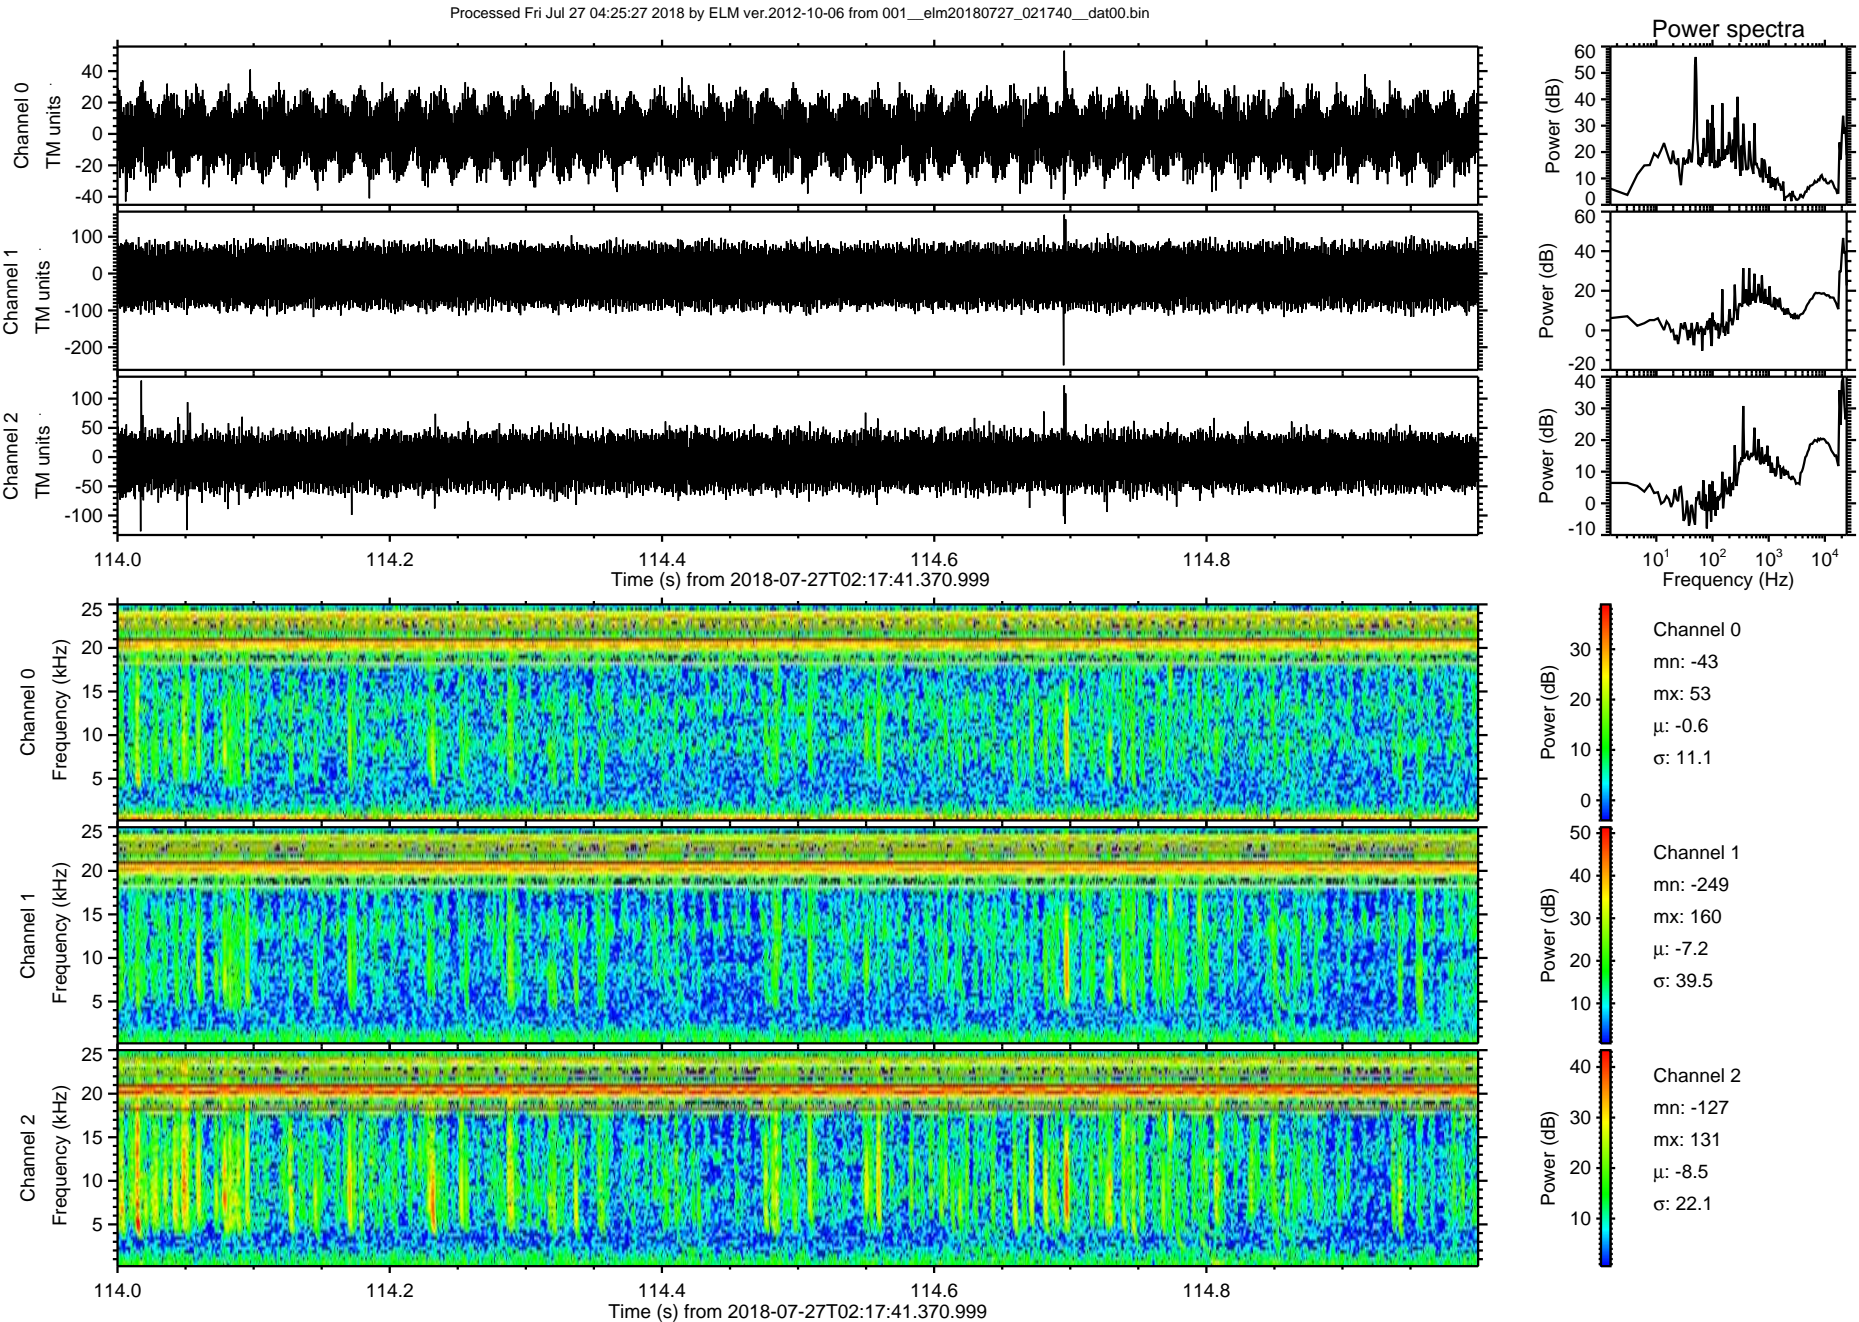 Processed Fri Jul 27 04:25:27 2018 by ELM ver.2012-10-06 from 001__elm20180727_021740__dat00.bin
Power spectra
Channel 0
TM units
40
20
0
-20
-40
Power (dB)
60
50
40
30
20
10
0
Channel 1
TM units
100
0
-100
-200
Power (dB)
60
40
20
0
-20
Channel 2
TM units
100
50
0
-50
-100
Power (dB)
40
30
20
10
0
-10
114.0 114.2 114.4 114.6 114.8
Time (s) from 2018-07-27T02:17:41.370.999
10¹ 10² 10³ 10⁴
Frequency (Hz)
Channel 0
Frequency (kHz)
25
20
15
10
5
Power (dB)
30
20
10
0
Channel 0
mn: -43
mx: 53
μ: -0.6
σ: 11.1
Channel 1
Frequency (kHz)
25
20
15
10
5
Power (dB)
50
40
30
20
10
Channel 1
mn: -249
mx: 160
μ: -7.2
σ: 39.5
Channel 2
Frequency (kHz)
25
20
15
10
5
Power (dB)
40
30
20
10
Channel 2
mn: -127
mx: 131
μ: -8.5
σ: 22.1
114.0 114.2 114.4 114.6 114.8
Time (s) from 2018-07-27T02:17:41.370.999